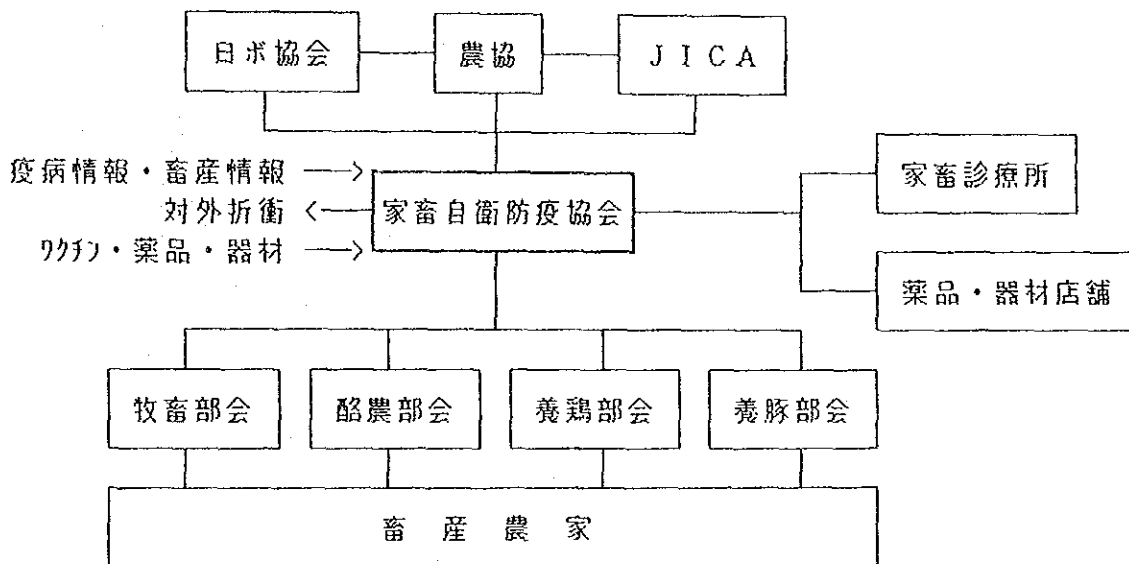 日ボ協会
農協
JICA
疫病情報・畜産情報
対外折衝
ワクチン・薬品・器材
家畜自衛防疫協会
家畜診療所
薬品・器材店舗
牧畜部会
酪農部会
養鶏部会
養豚部会
畜産農家